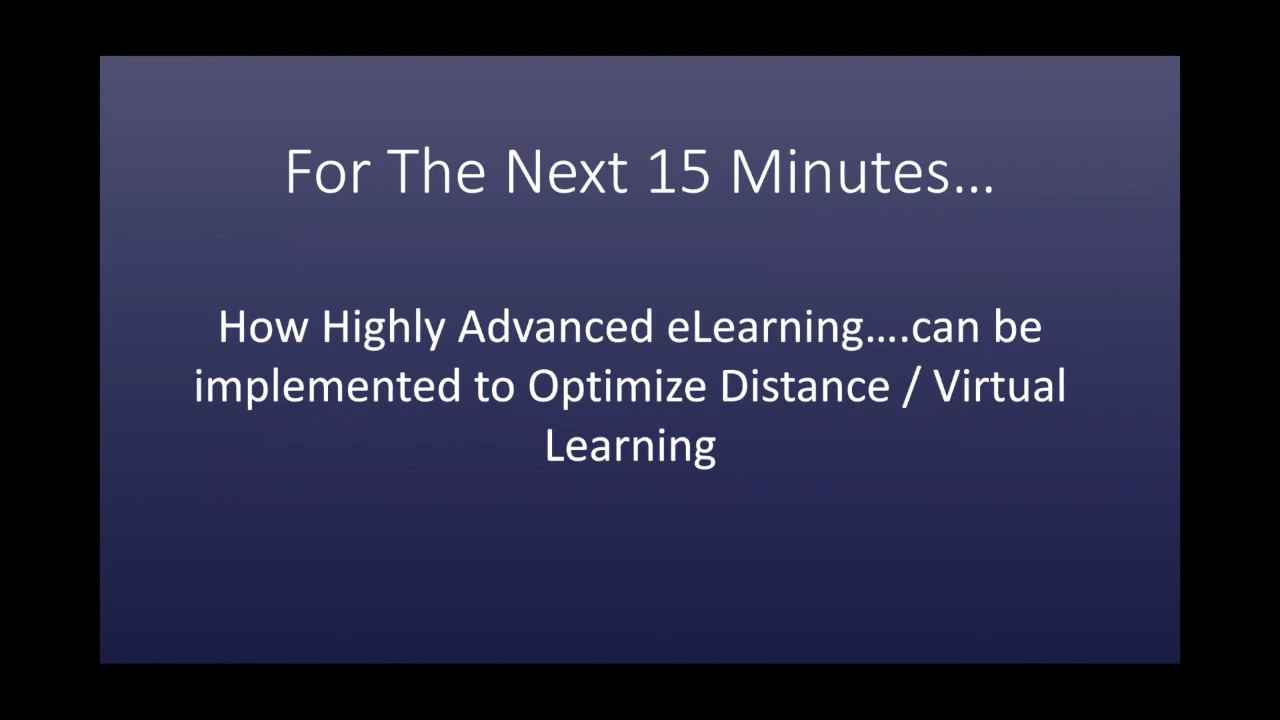 For The Next 15 Minutes…
How Highly Advanced eLearning….can be
implemented to Optimize Distance / Virtual
Learning